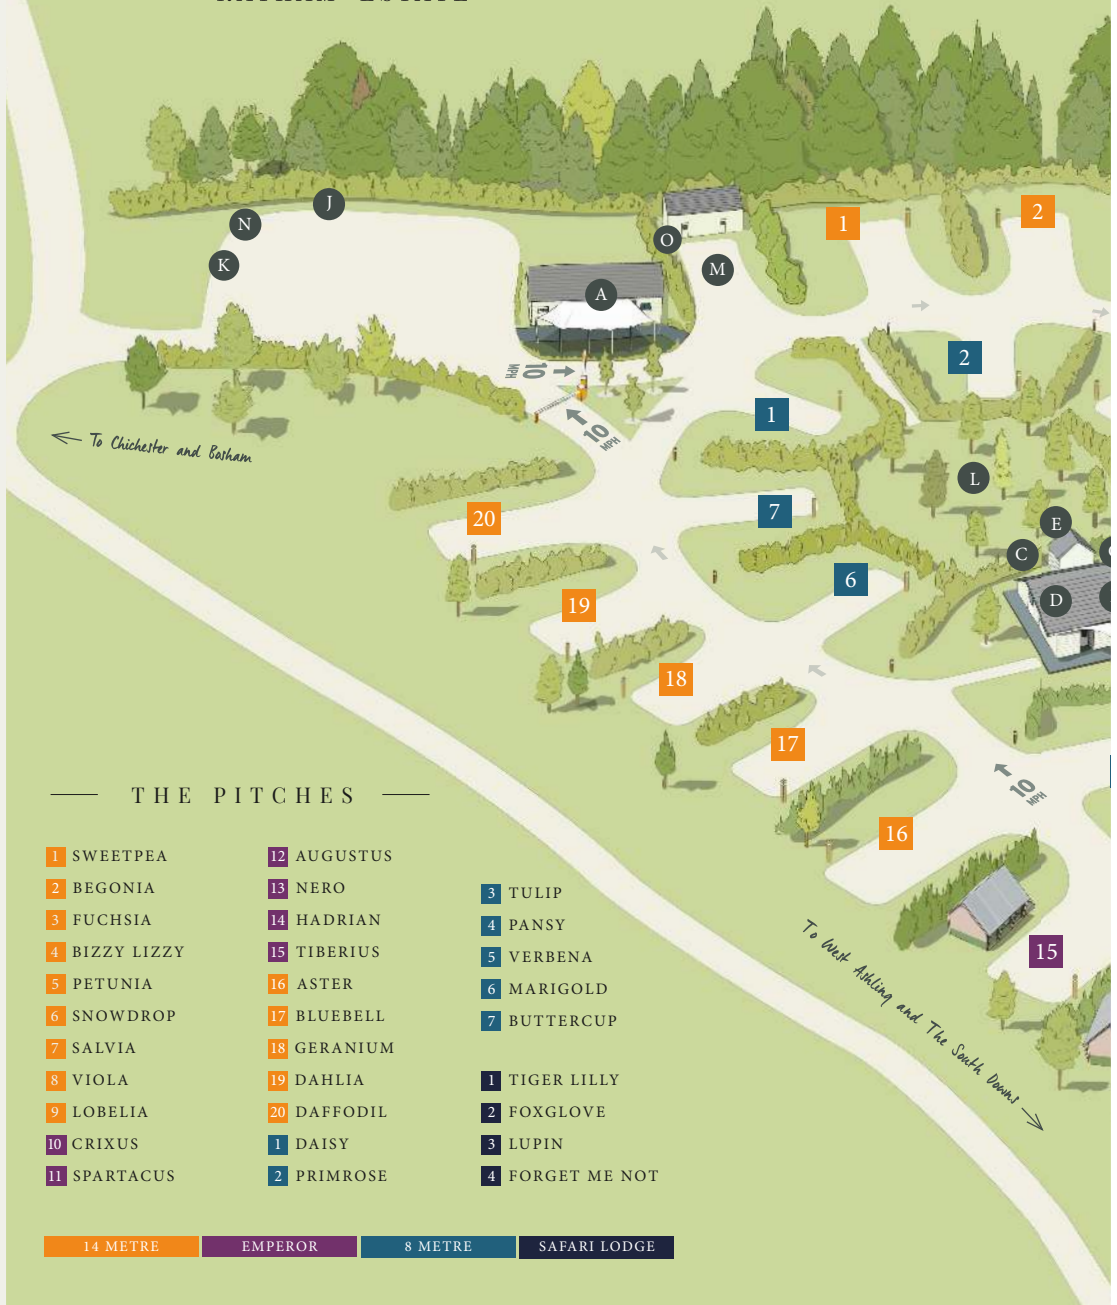 J
N
K
O
M
A
1
2
10 MPH
10 MPH
2
1
To Chichester and Bosham
L
20
7
E
C
6
D
19
18
17
10 MPH
16
15
To West Ashling and The South Downs
THE PITCHES
1 SWEETPEA
2 BEGONIA
3 FUCHSIA
4 BIZZY LIZZY
5 PETUNIA
6 SNOWDROP
7 SALVIA
8 VIOLA
9 LOBELIA
10 CRIXUS
11 SPARTACUS
12 AUGUSTUS
13 NERO
14 HADRIAN
15 TIBERIUS
16 ASTER
17 BLUEBELL
18 GERANIUM
19 DAHLIA
20 DAFFODIL
1 DAISY
2 PRIMROSE
3 TULIP
4 PANSY
5 VERBENA
6 MARIGOLD
7 BUTTERCUP
1 TIGER LILLY
2 FOXGLOVE
3 LUPIN
4 FORGET ME NOT
14 METRE
EMPEROR
8 METRE
SAFARI LODGE